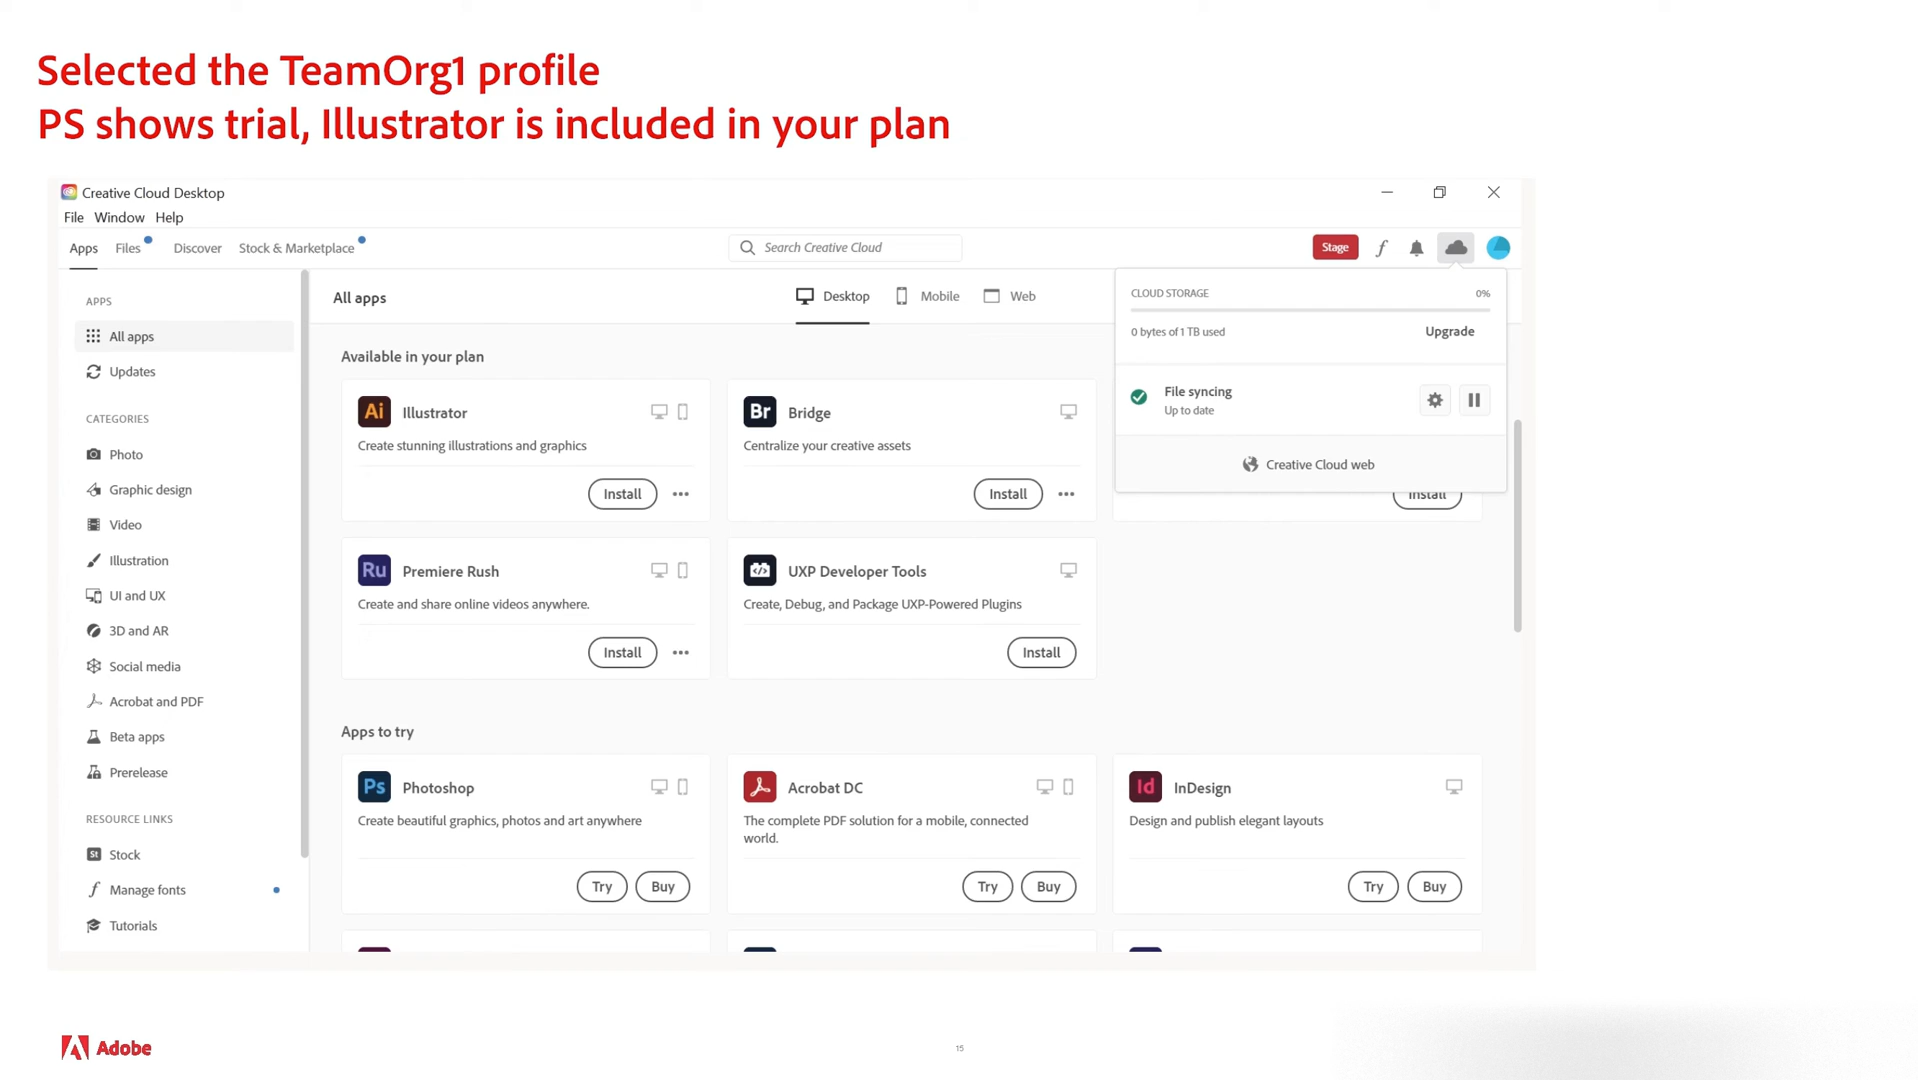 Selected the TeamOrg1 profile
PS shows trial, Illustrator is included in your plan
Creative Cloud Desktop
File Window Help
Apps Files Discover Stock & Marketplace
Search Creative Cloud
Stage
APPS
All apps
Updates
CATEGORIES
Photo
Graphic design
Video
Illustration
UI and UX
3D and AR
Social media
Acrobat and PDF
Beta apps
Prerelease
RESOURCE LINKS
St Stock
Manage fonts
Tutorials
All apps
Desktop Mobile Web
CLOUD STORAGE 0%
0 bytes of 1 TB used Upgrade
File syncing
Up to date
Creative Cloud web
Available in your plan
Ai Illustrator
Create stunning illustrations and graphics
Install
Br Bridge
Centralize your creative assets
Install
Install
Ru Premiere Rush
Create and share online videos anywhere.
Install
UXP Developer Tools
Create, Debug, and Package UXP-Powered Plugins
Install
Apps to try
Ps Photoshop
Create beautiful graphics, photos and art anywhere
Try Buy
Acrobat DC
The complete PDF solution for a mobile, connected
world.
Try Buy
Id InDesign
Design and publish elegant layouts
Try Buy
Adobe
15